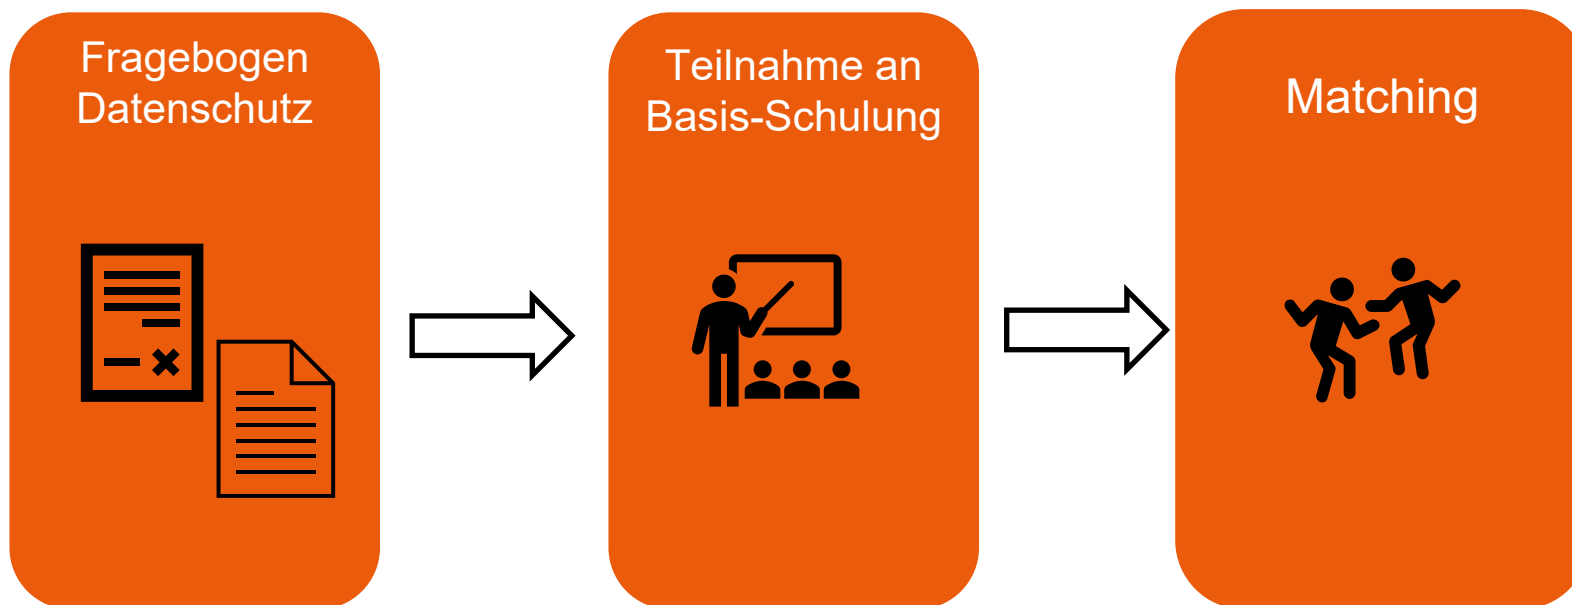 Fragebogen
Datenschutz
Teilnahme an
Basis-Schulung
Matching